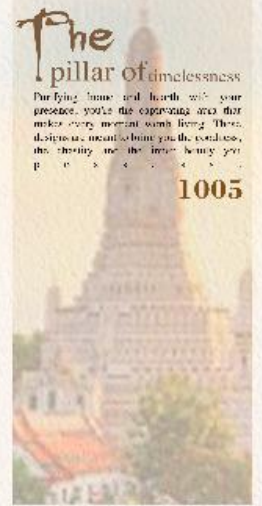 The
pillar of timelessness
Purifying home and hearth with your
presence, you're the captivating aura that
makes every moment worth living. These
designs are meant to bring you the goodness,
the chastity and the inner beauty you
p o s s e s s .
1005